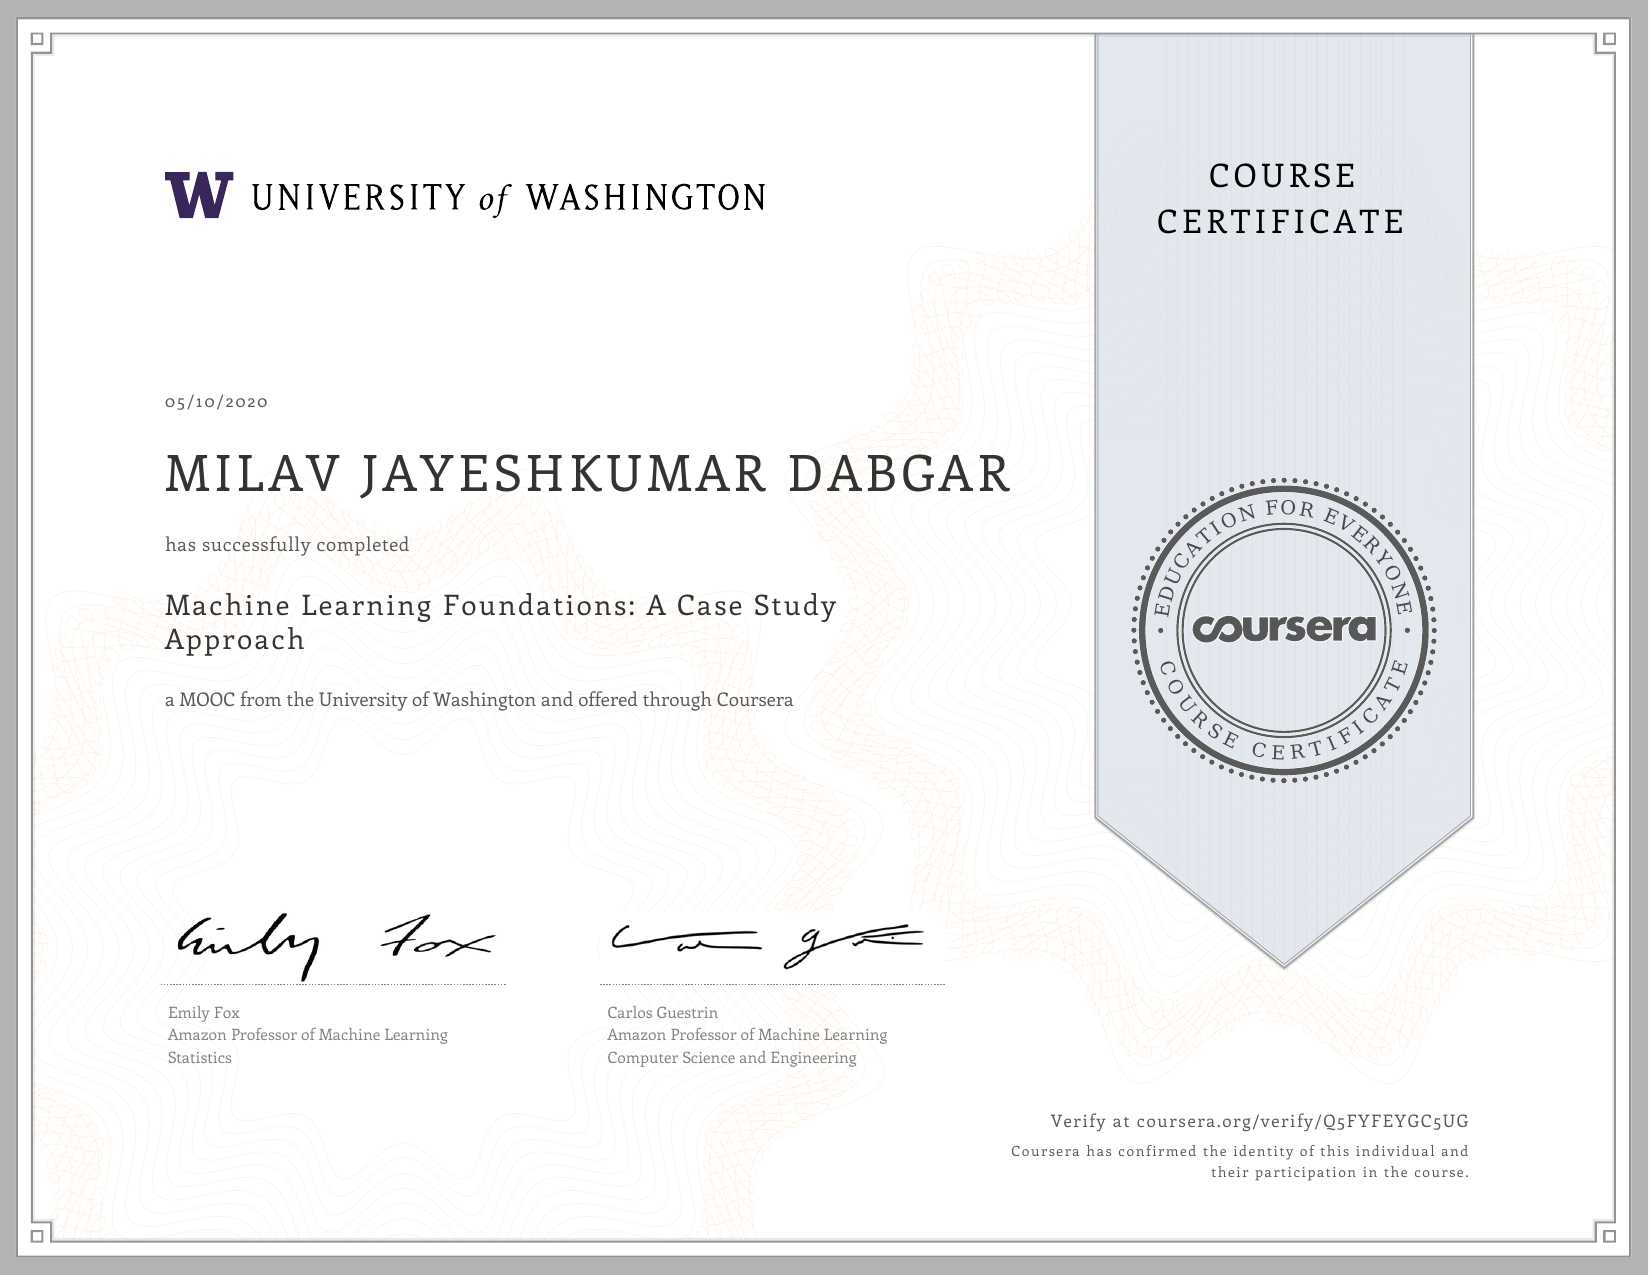 W UNIVERSITY of WASHINGTON
COURSE
CERTIFICATE
05/10/2020
MILAV JAYESHKUMAR DABGAR
has successfully completed
Machine Learning Foundations: A Case Study
Approach
a MOOC from the University of Washington and offered through Coursera
EDUCATION FOR EVERYONE
coursera
COURSE CERTIFICATE
Emily Fox
Emily Fox
Amazon Professor of Machine Learning
Statistics
Carlos Guestrin
Amazon Professor of Machine Learning
Computer Science and Engineering
Verify at coursera.org/verify/Q5FYFEYGC5UG
Coursera has confirmed the identity of this individual and
their participation in the course.